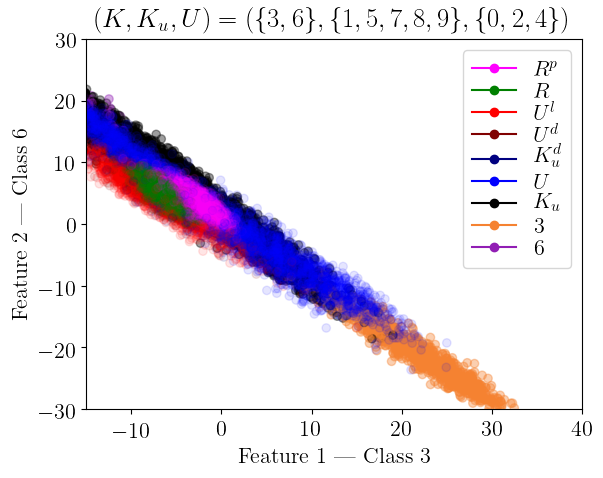 (K, K_u, U) = ({3, 6}, {1, 5, 7, 8, 9}, {0, 2, 4})
30
20
10
0
−10
−20
−30
Feature 2 — Class 6
R^p
R
U^l
U^d
K_u^d
U
K_u
3
6
−10 0 10 20 30 40
Feature 1 — Class 3